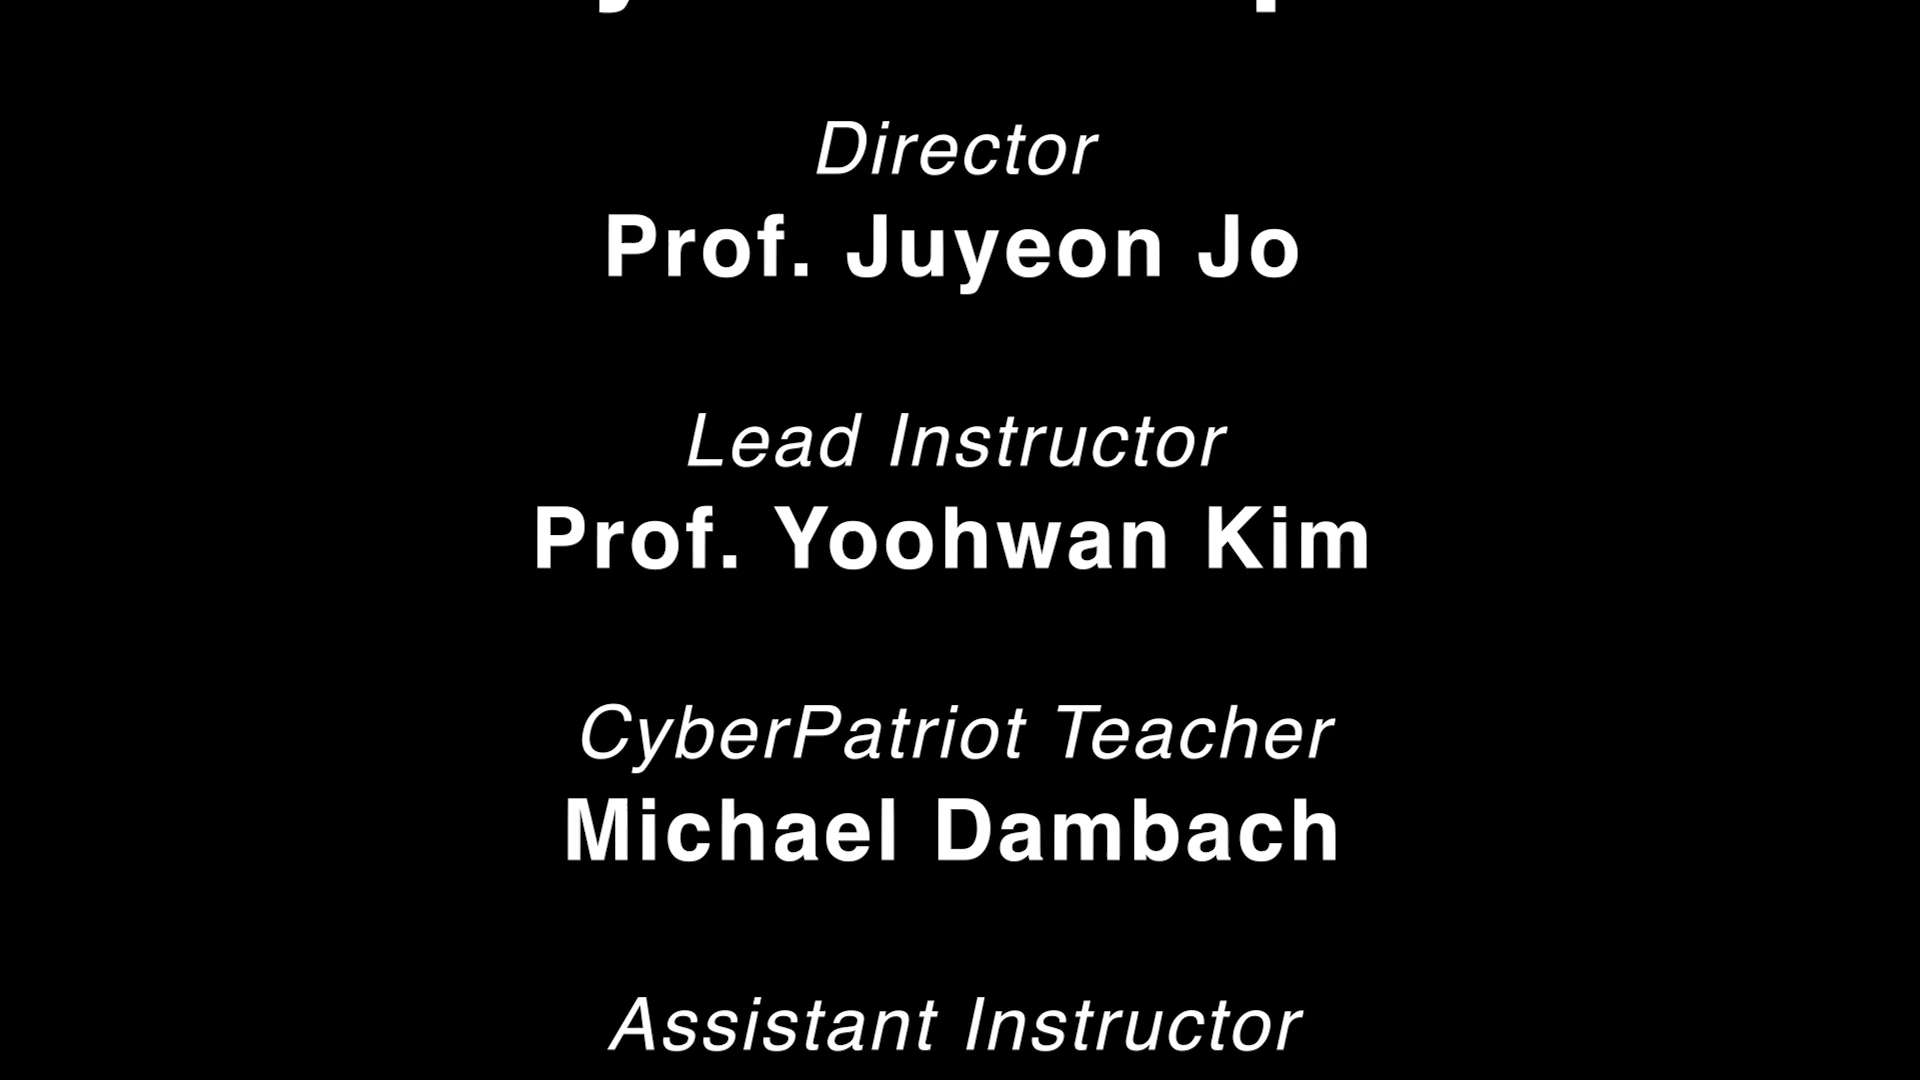 Director
Prof. Juyeon Jo
Lead Instructor
Prof. Yoohwan Kim
CyberPatriot Teacher
Michael Dambach
Assistant Instructor